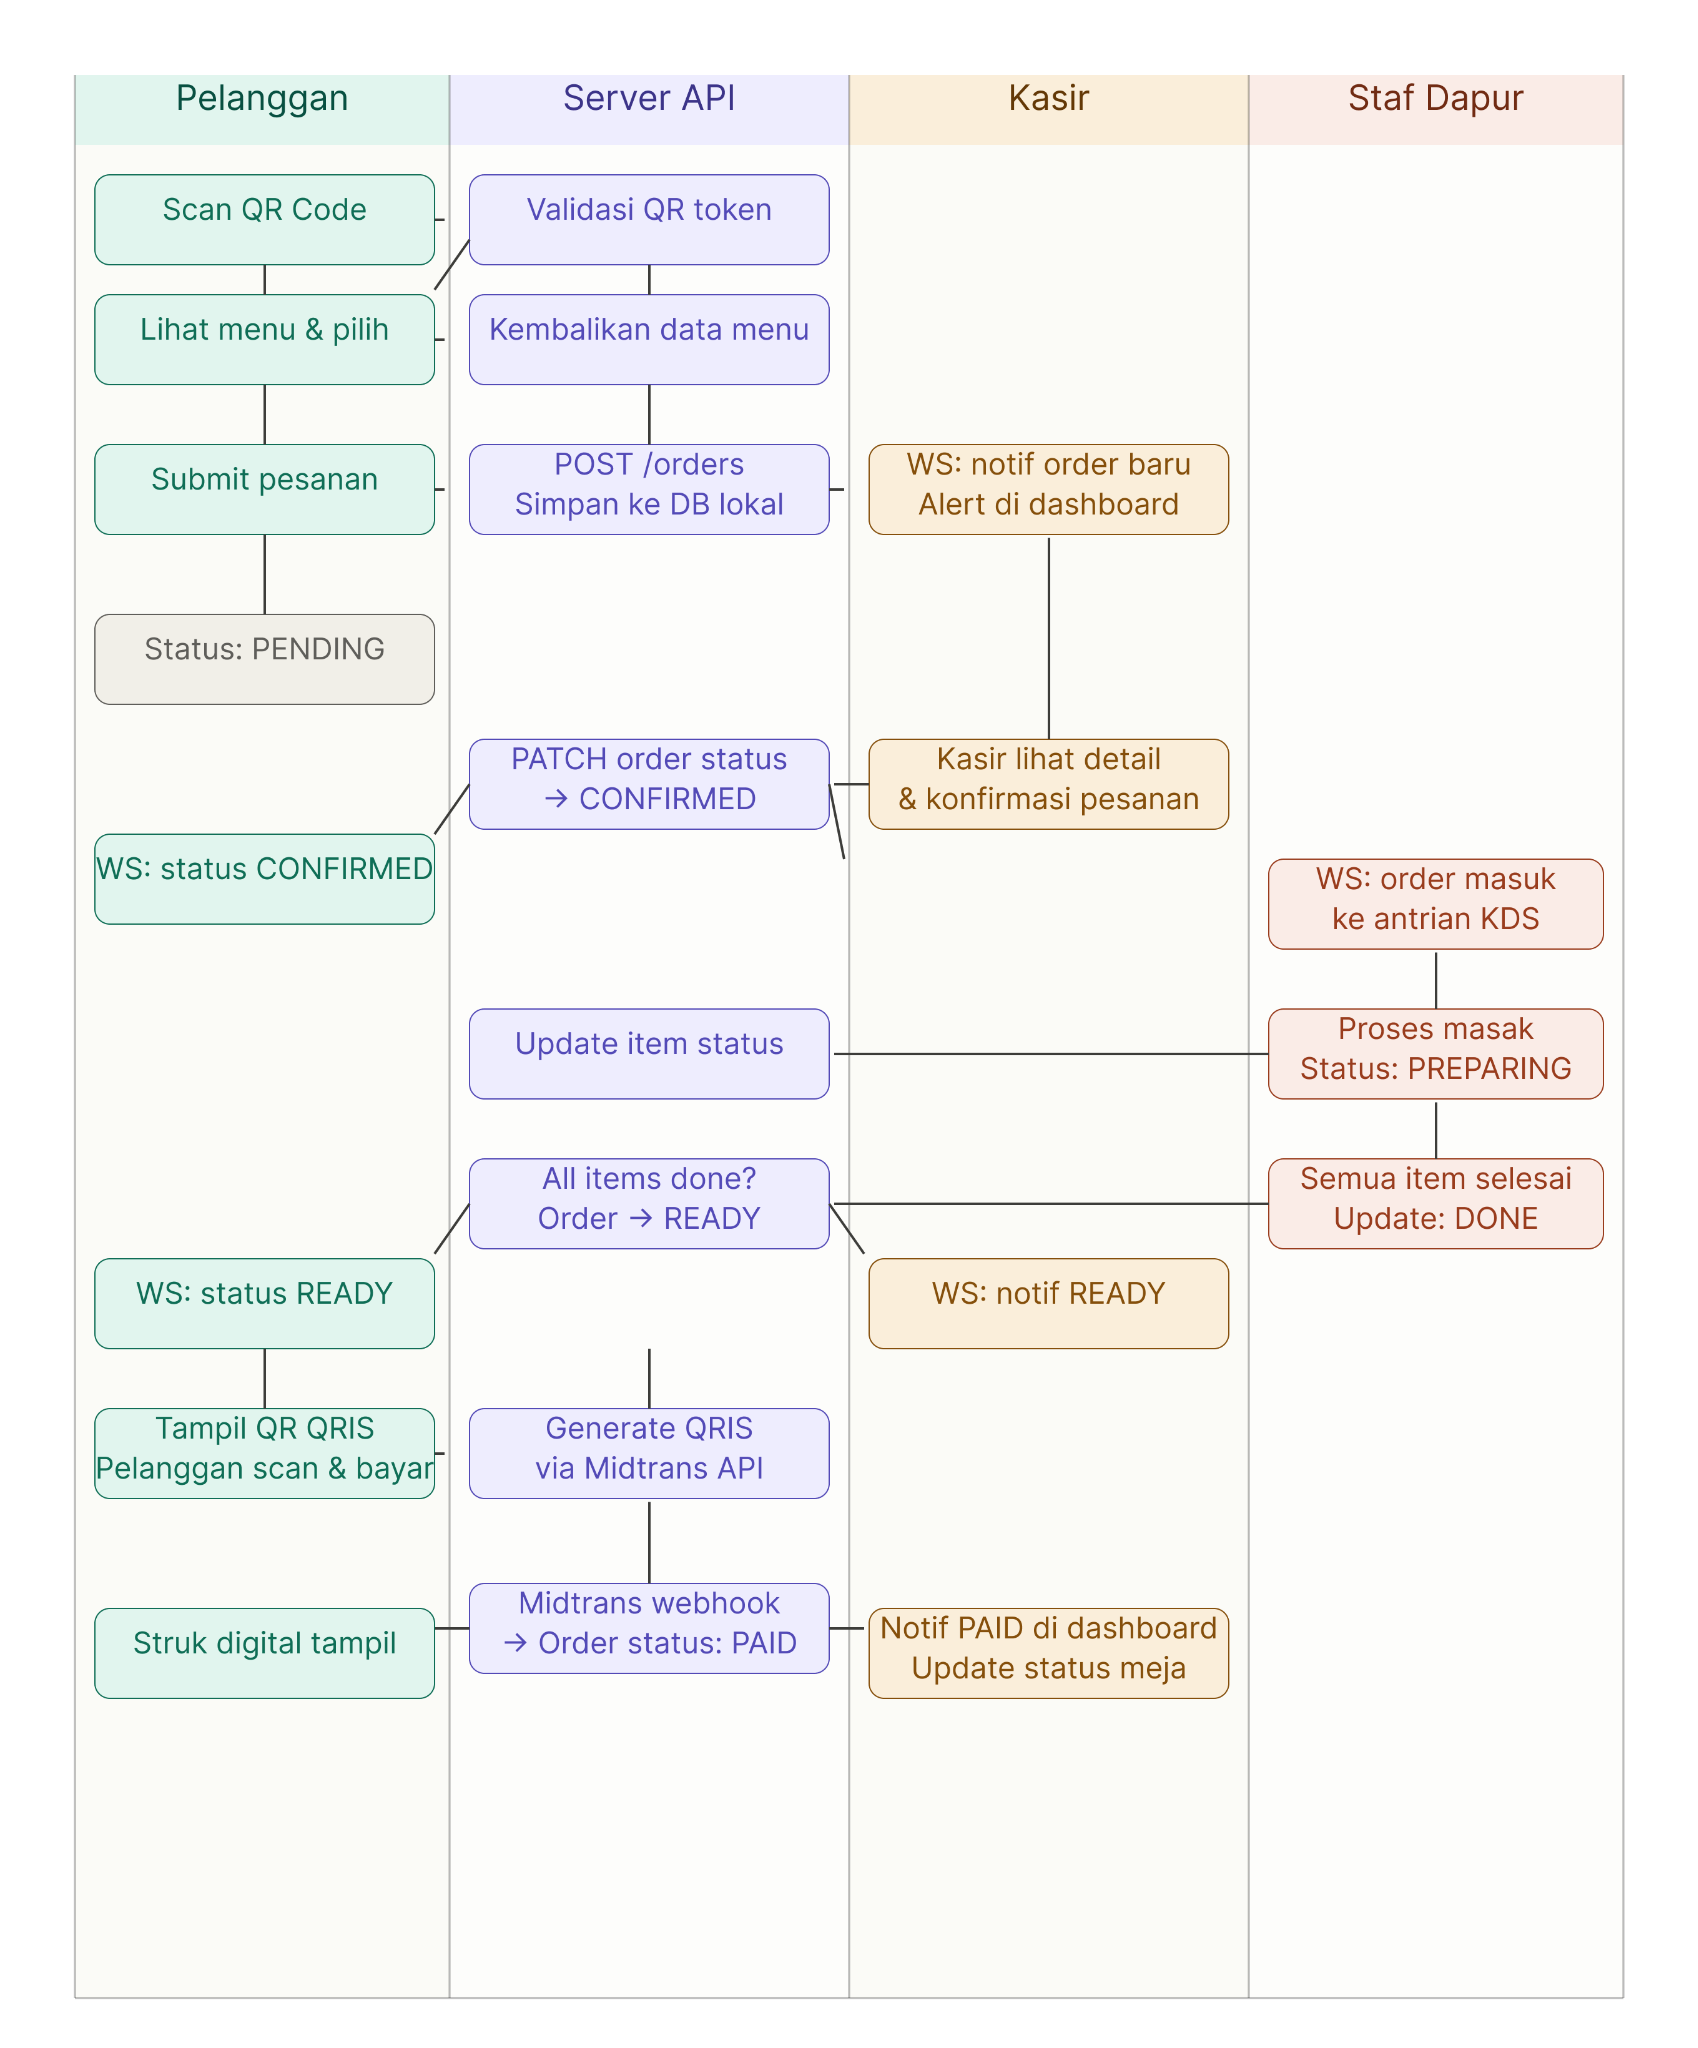 Pelanggan
Server API
Kasir
Staf Dapur
Scan QR Code
Validasi QR token
Lihat menu & pilih
Kembalikan data menu
Submit pesanan
POST /orders
Simpan ke DB lokal
WS: notif order baru
Alert di dashboard
Status: PENDING
PATCH order status
→ CONFIRMED
Kasir lihat detail
& konfirmasi pesanan
WS: status CONFIRMED
WS: order masuk
ke antrian KDS
Update item status
Proses masak
Status: PREPARING
All items done?
Order → READY
Semua item selesai
Update: DONE
WS: status READY
WS: notif READY
Tampil QR QRIS
Pelanggan scan & bayar
Generate QRIS
via Midtrans API
Struk digital tampil
Midtrans webhook
→ Order status: PAID
Notif PAID di dashboard
Update status meja